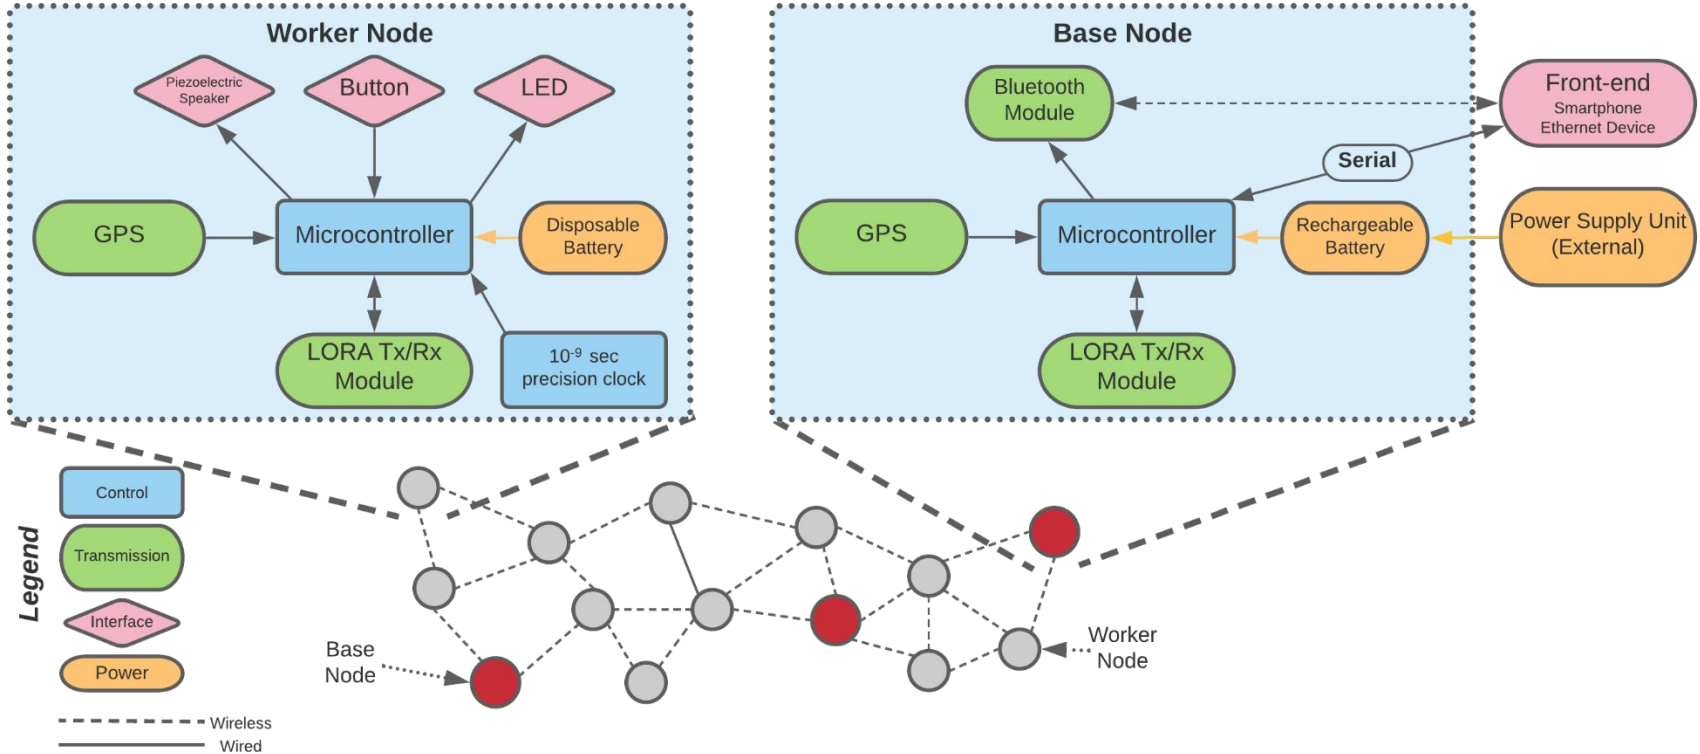 Worker Node
Piezoelectric
Speaker
Button
LED
GPS
Microcontroller
Disposable
Battery
LORA Tx/Rx
Module
10⁻⁹ sec
precision clock
Base Node
Bluetooth
Module
Front-end
Smartphone
Ethernet Device
Serial
GPS
Microcontroller
Rechargeable
Battery
Power Supply Unit
(External)
LORA Tx/Rx
Module
Legend
Control
Transmission
Interface
Power
Wireless
Wired
Base
Node
Worker
Node